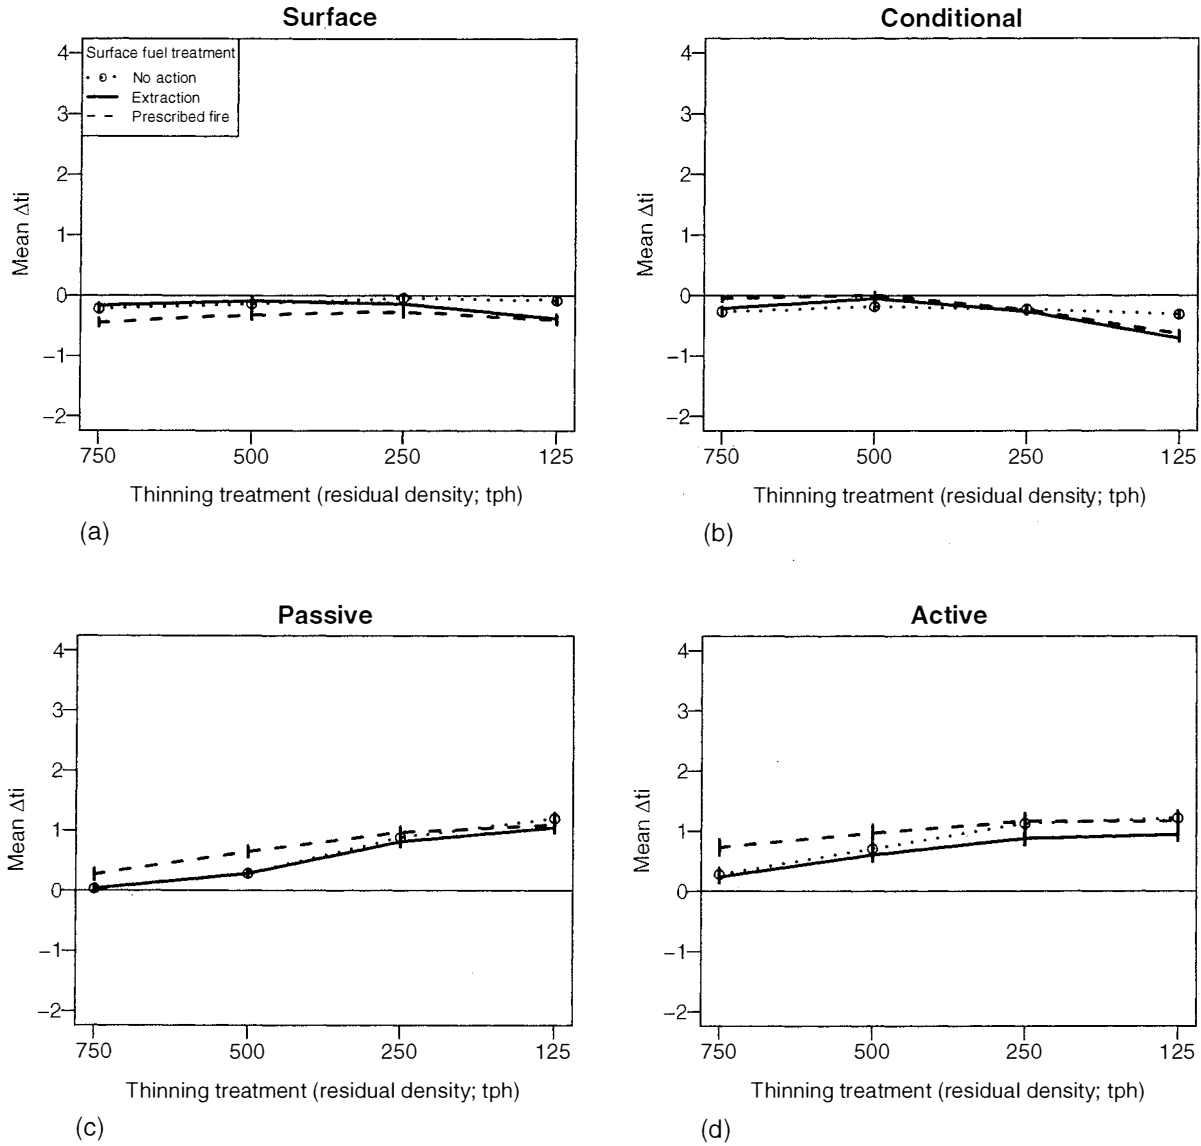 Surface
Surface fuel treatment
No action
Extraction
Prescribed fire
4
3
2
1
0
−1
−2
Mean Δti
750 500 250 125
Thinning treatment (residual density; tph)
(a)
Conditional
4
3
2
1
0
−1
−2
Mean Δti
750 500 250 125
Thinning treatment (residual density; tph)
(b)
Passive
4
3
2
1
0
−1
−2
Mean Δti
750 500 250 125
Thinning treatment (residual density; tph)
(c)
Active
4
3
2
1
0
−1
−2
Mean Δti
750 500 250 125
Thinning treatment (residual density; tph)
(d)